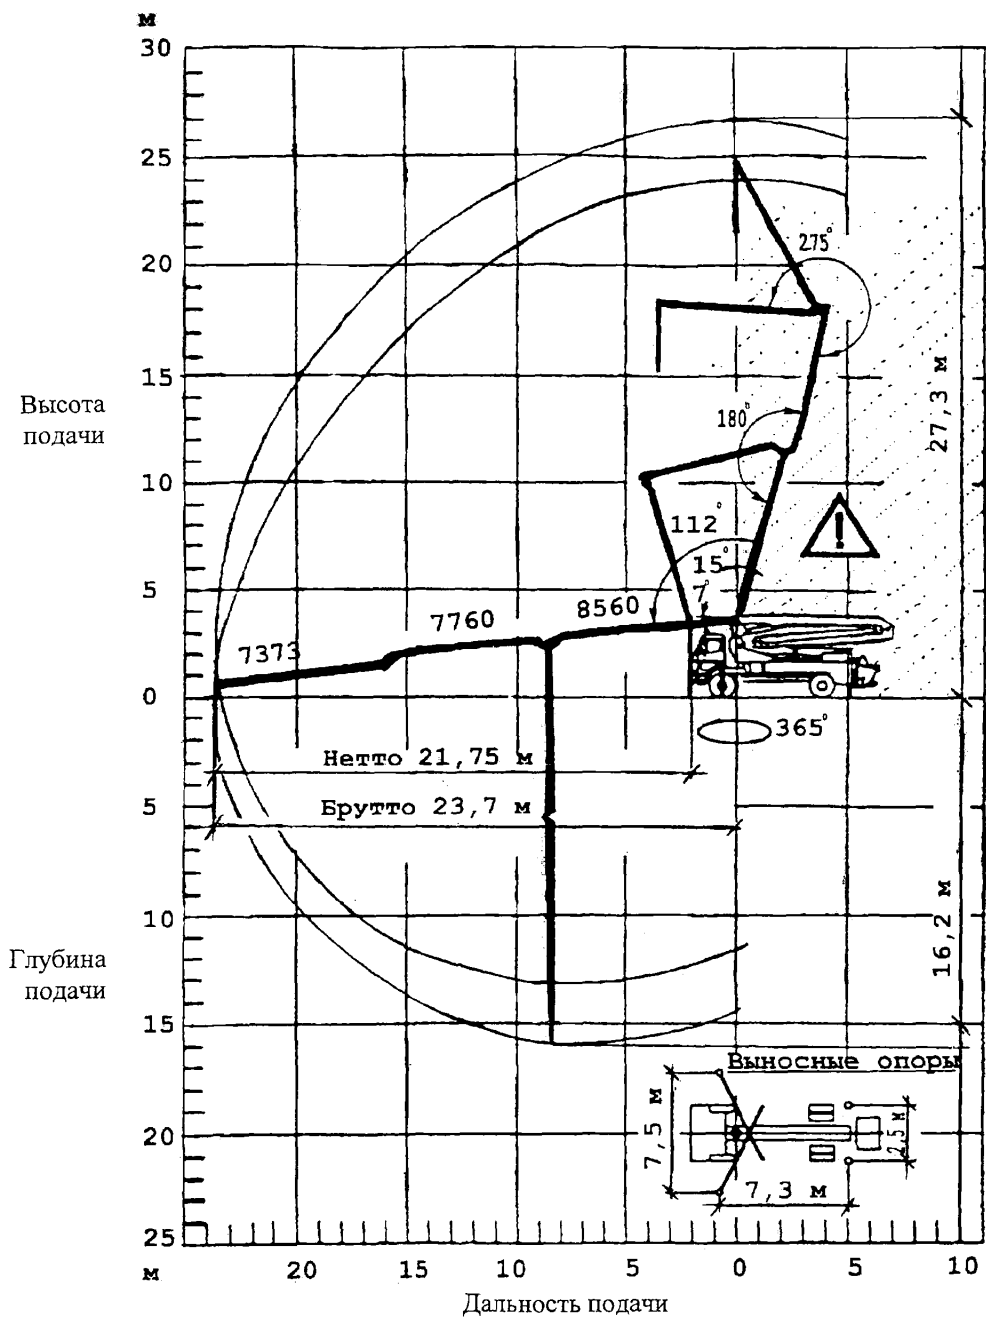 м
30
25
275°
20
27,3 м
15
Высота
подачи
180°
10
112°
15°
7°
!
5
8560
7760
7373
0
365°
Нетто 21,75 м
Брутто 23,7 м
5
10
16,2 м
Глубина
подачи
15
Выносные опоры
7,5 м
2,5 м
20
7,3 м
25
м
20
15
10
5
0
5
10
Дальность подачи